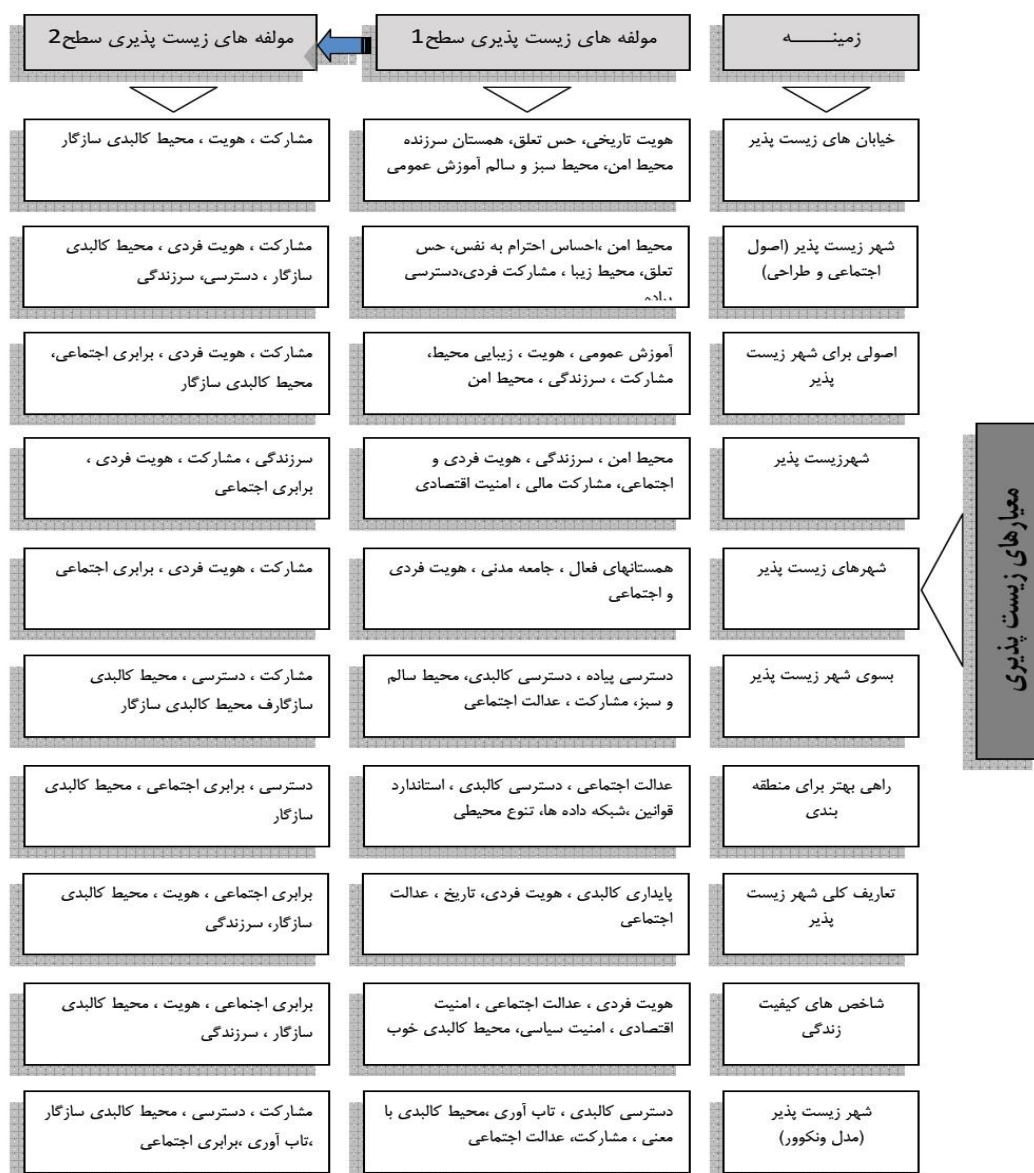 زمینـــــــه
مولفه های زیست پذیری سطح1
مولفه های زیست پذیری سطح2
معیارهای زیست پذیری
خیابان های زیست پذیر
هویت تاریخی، حس تعلق، همستان سرزنده
محیط امن، محیط سبز و سالم آموزش عمومی
مشارکت ، هویت ، محیط کالبدی سازگار
شهر زیست پذیر (اصول
اجتماعی و طراحی)
محیط امن ،احساس احترام به نفس، حس
تعلق، محیط زیبا ، مشارکت فردی،دسترسی
مشارکت ، هویت فردی ، محیط کالبدی
سازگار ، دسترسی، سرزندگی
اصولی برای شهر زیست
پذیر
آموزش عمومی ، هویت ، زیبایی محیط،
مشارکت ، سرزندگی ، محیط امن
مشارکت ، هویت فردی ، برابری اجتماعی،
محیط کالبدی سازگار
شهرزیست پذیر
محیط امن ، سرزندگی ، هویت فردی و
اجتماعی، مشارکت مالی ، امنیت اقتصادی
سرزندگی ، مشارکت ، هویت فردی ،
برابری اجتماعی
شهرهای زیست پذیر
همستانهای فعال ، جامعه مدنی ، هویت فردی
و اجتماعی
مشارکت ، هویت فردی ، برابری اجتماعی
بسوی شهر زیست پذیر
دسترسی پیاده ، دسترسی کالبدی، محیط سالم
و سبز، مشارکت ، عدالت اجتماعی
مشارکت ، دسترسی ، محیط کالبدی
سازگارف محیط کالبدی سازگار
راهی بهتر برای منطقه
بندی
عدالت اجتماعی ، دسترسی کالبدی ، استاندارد
قوانین ،شبکه داده ها، تنوع محیطی
دسترسی ، برابری اجتماعی ، محیط کالبدی
سازگار
تعاریف کلی شهر زیست
پذیر
پایداری کالبدی ، هویت فردی، تاریخ ، عدالت
اجتماعی
برابری اجتماعی ، هویت ، محیط کالبدی
سازگار، سرزندگی
شاخص های کیفیت
زندگی
هویت فردی ، عدالت اجتماعی ، امنیت
اقتصادی ، امنیت سیاسی، محیط کالبدی خوب
برابری اجنماعی ، هویت ، محیط کالبدی
سازگار ، سرزندگی
شهر زیست پذیر
(مدل ونکوور)
دسترسی کالبدی ، تاب آوری ،محیط کالبدی با
معنی ، مشارکت، عدالت اجتماعی
مشارکت ، دسترسی ، محیط کالبدی سازگار
،تاب آوری ،برابری اجتماعی